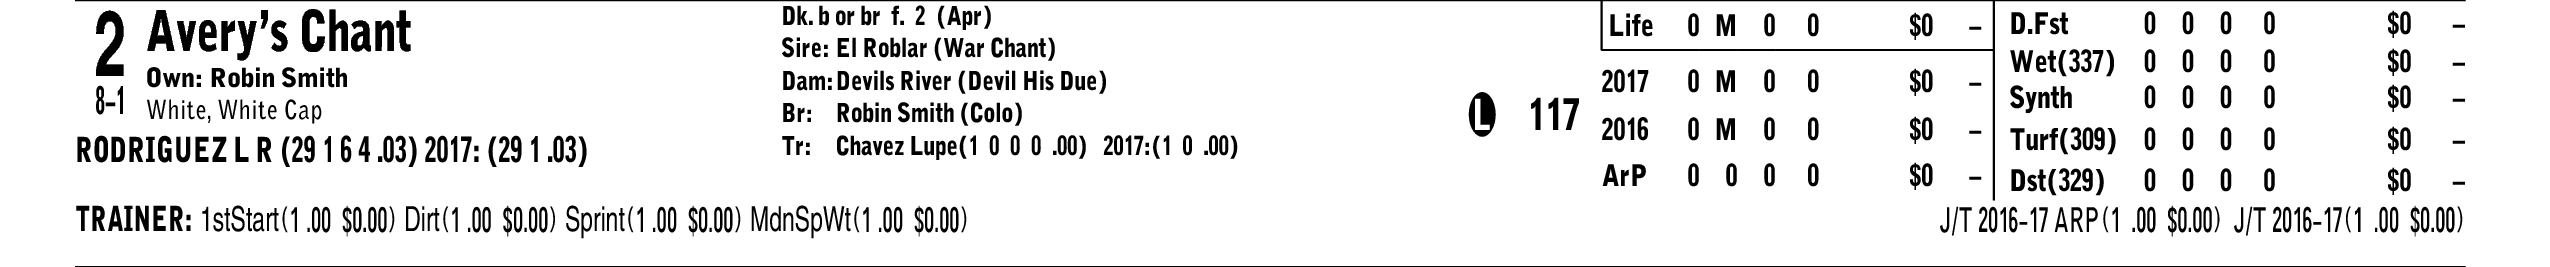 2 Avery's Chant
Own: Robin Smith
8-1 White, White Cap
RODRIGUEZ L R (29 1 6 4 .03) 2017: (29 1 .03)
Dk. b or br f. 2 (Apr)
Sire: El Roblar (War Chant)
Dam: Devils River (Devil His Due)
Br: Robin Smith (Colo)
Tr: Chavez Lupe(1 0 0 0 .00) 2017:(1 0 .00)
L 117
Life 0 M 0 0 $0 –
2017 0 M 0 0 $0 –
2016 0 M 0 0 $0 –
ArP 0 0 0 0 $0 –
D.Fst 0 0 0 0 $0 –
Wet(337) 0 0 0 0 $0 –
Synth 0 0 0 0 $0 –
Turf(309) 0 0 0 0 $0 –
Dst(329) 0 0 0 0 $0 –
TRAINER: 1stStart(1 .00 $0.00) Dirt(1 .00 $0.00) Sprint(1 .00 $0.00) MdnSpWt(1 .00 $0.00)
J/T 2016-17 ARP(1 .00 $0.00) J/T 2016-17(1 .00 $0.00)